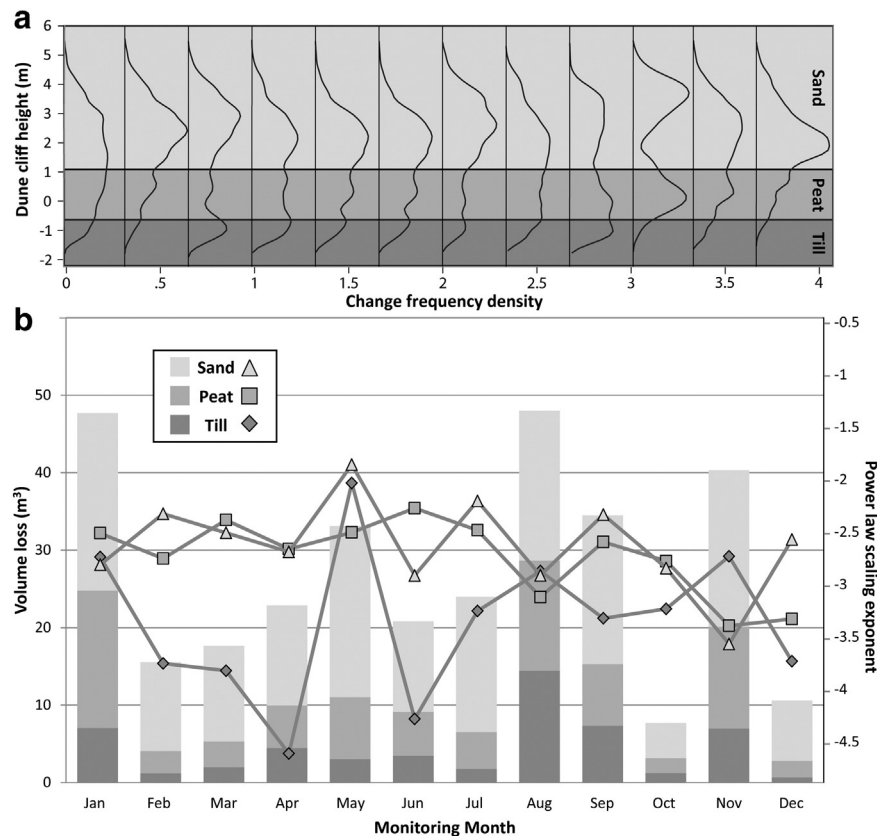 a
Dune cliff height (m)
6
5
4
3
2
1
0
-1
-2
Sand
Peat
Till
0 .5 1 1.5 2 2.5 3 3.5 4
Change frequency density
b
Volume loss (m³)
50
40
30
20
10
0
Sand
Peat
Till
-0.5
-1
-1.5
-2
-2.5
-3
-3.5
-4
-4.5
Power law scaling exponent
Jan Feb Mar Apr May Jun Jul Aug Sep Oct Nov Dec
Monitoring Month